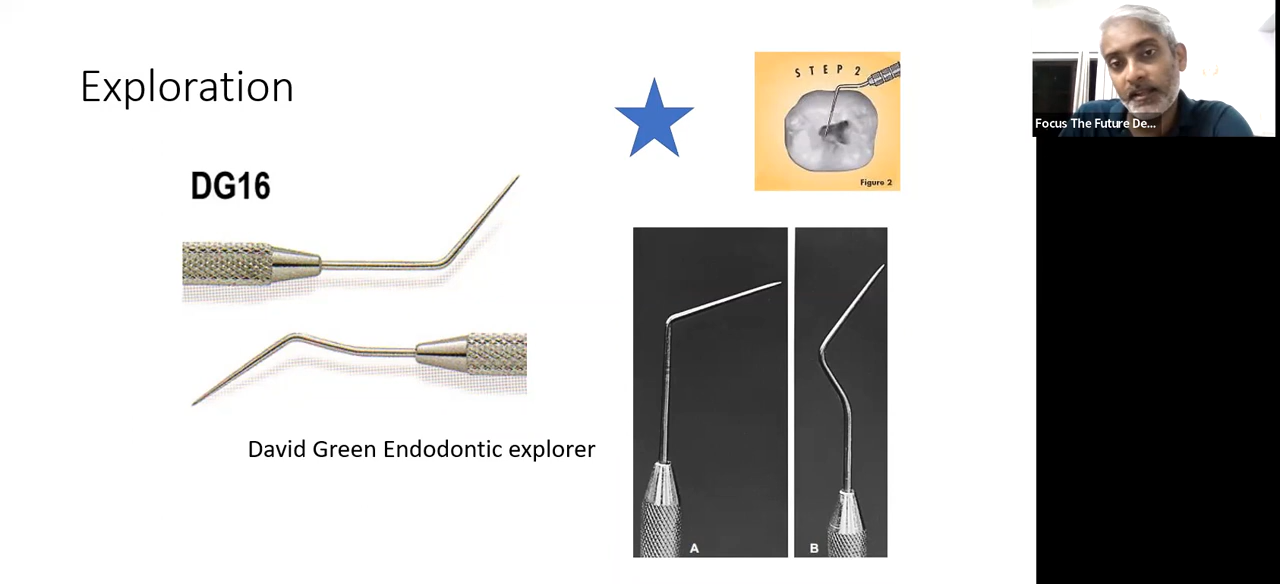 Exploration
DG16
David Green Endodontic explorer
STEP 2
Figure 2
A
B
Focus The Future De...